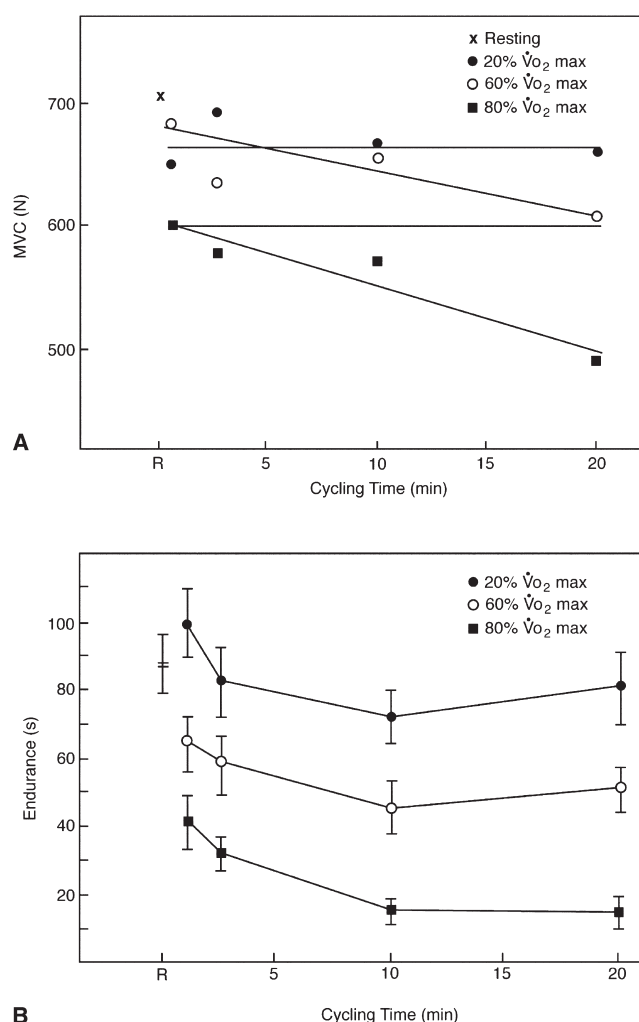 x Resting
20% V̇o₂ max
60% V̇o₂ max
80% V̇o₂ max
700
600
500
MVC (N)
R 5 10 15 20
Cycling Time (min)
A
20% V̇o₂ max
60% V̇o₂ max
80% V̇o₂ max
100
80
60
40
20
Endurance (s)
R 5 10 15 20
Cycling Time (min)
B